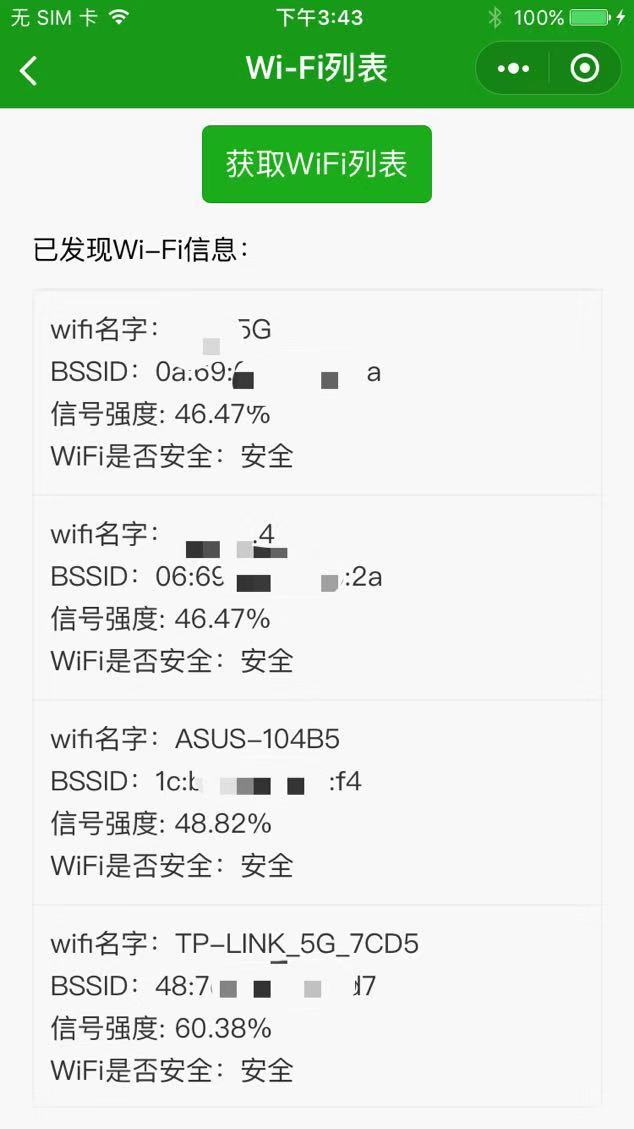 无 SIM 卡
下午3:43
100%
Wi-Fi列表
获取WiFi列表
已发现Wi-Fi信息：
wifi名字： 5G
BSSID：0a:69: a
信号强度: 46.47%
WiFi是否安全：安全
wifi名字： .4
BSSID：06:69 :2a
信号强度: 46.47%
WiFi是否安全：安全
wifi名字：ASUS-104B5
BSSID：1c:b :f4
信号强度: 48.82%
WiFi是否安全：安全
wifi名字：TP-LINK_5G_7CD5
BSSID：48:7 d7
信号强度: 60.38%
WiFi是否安全：安全